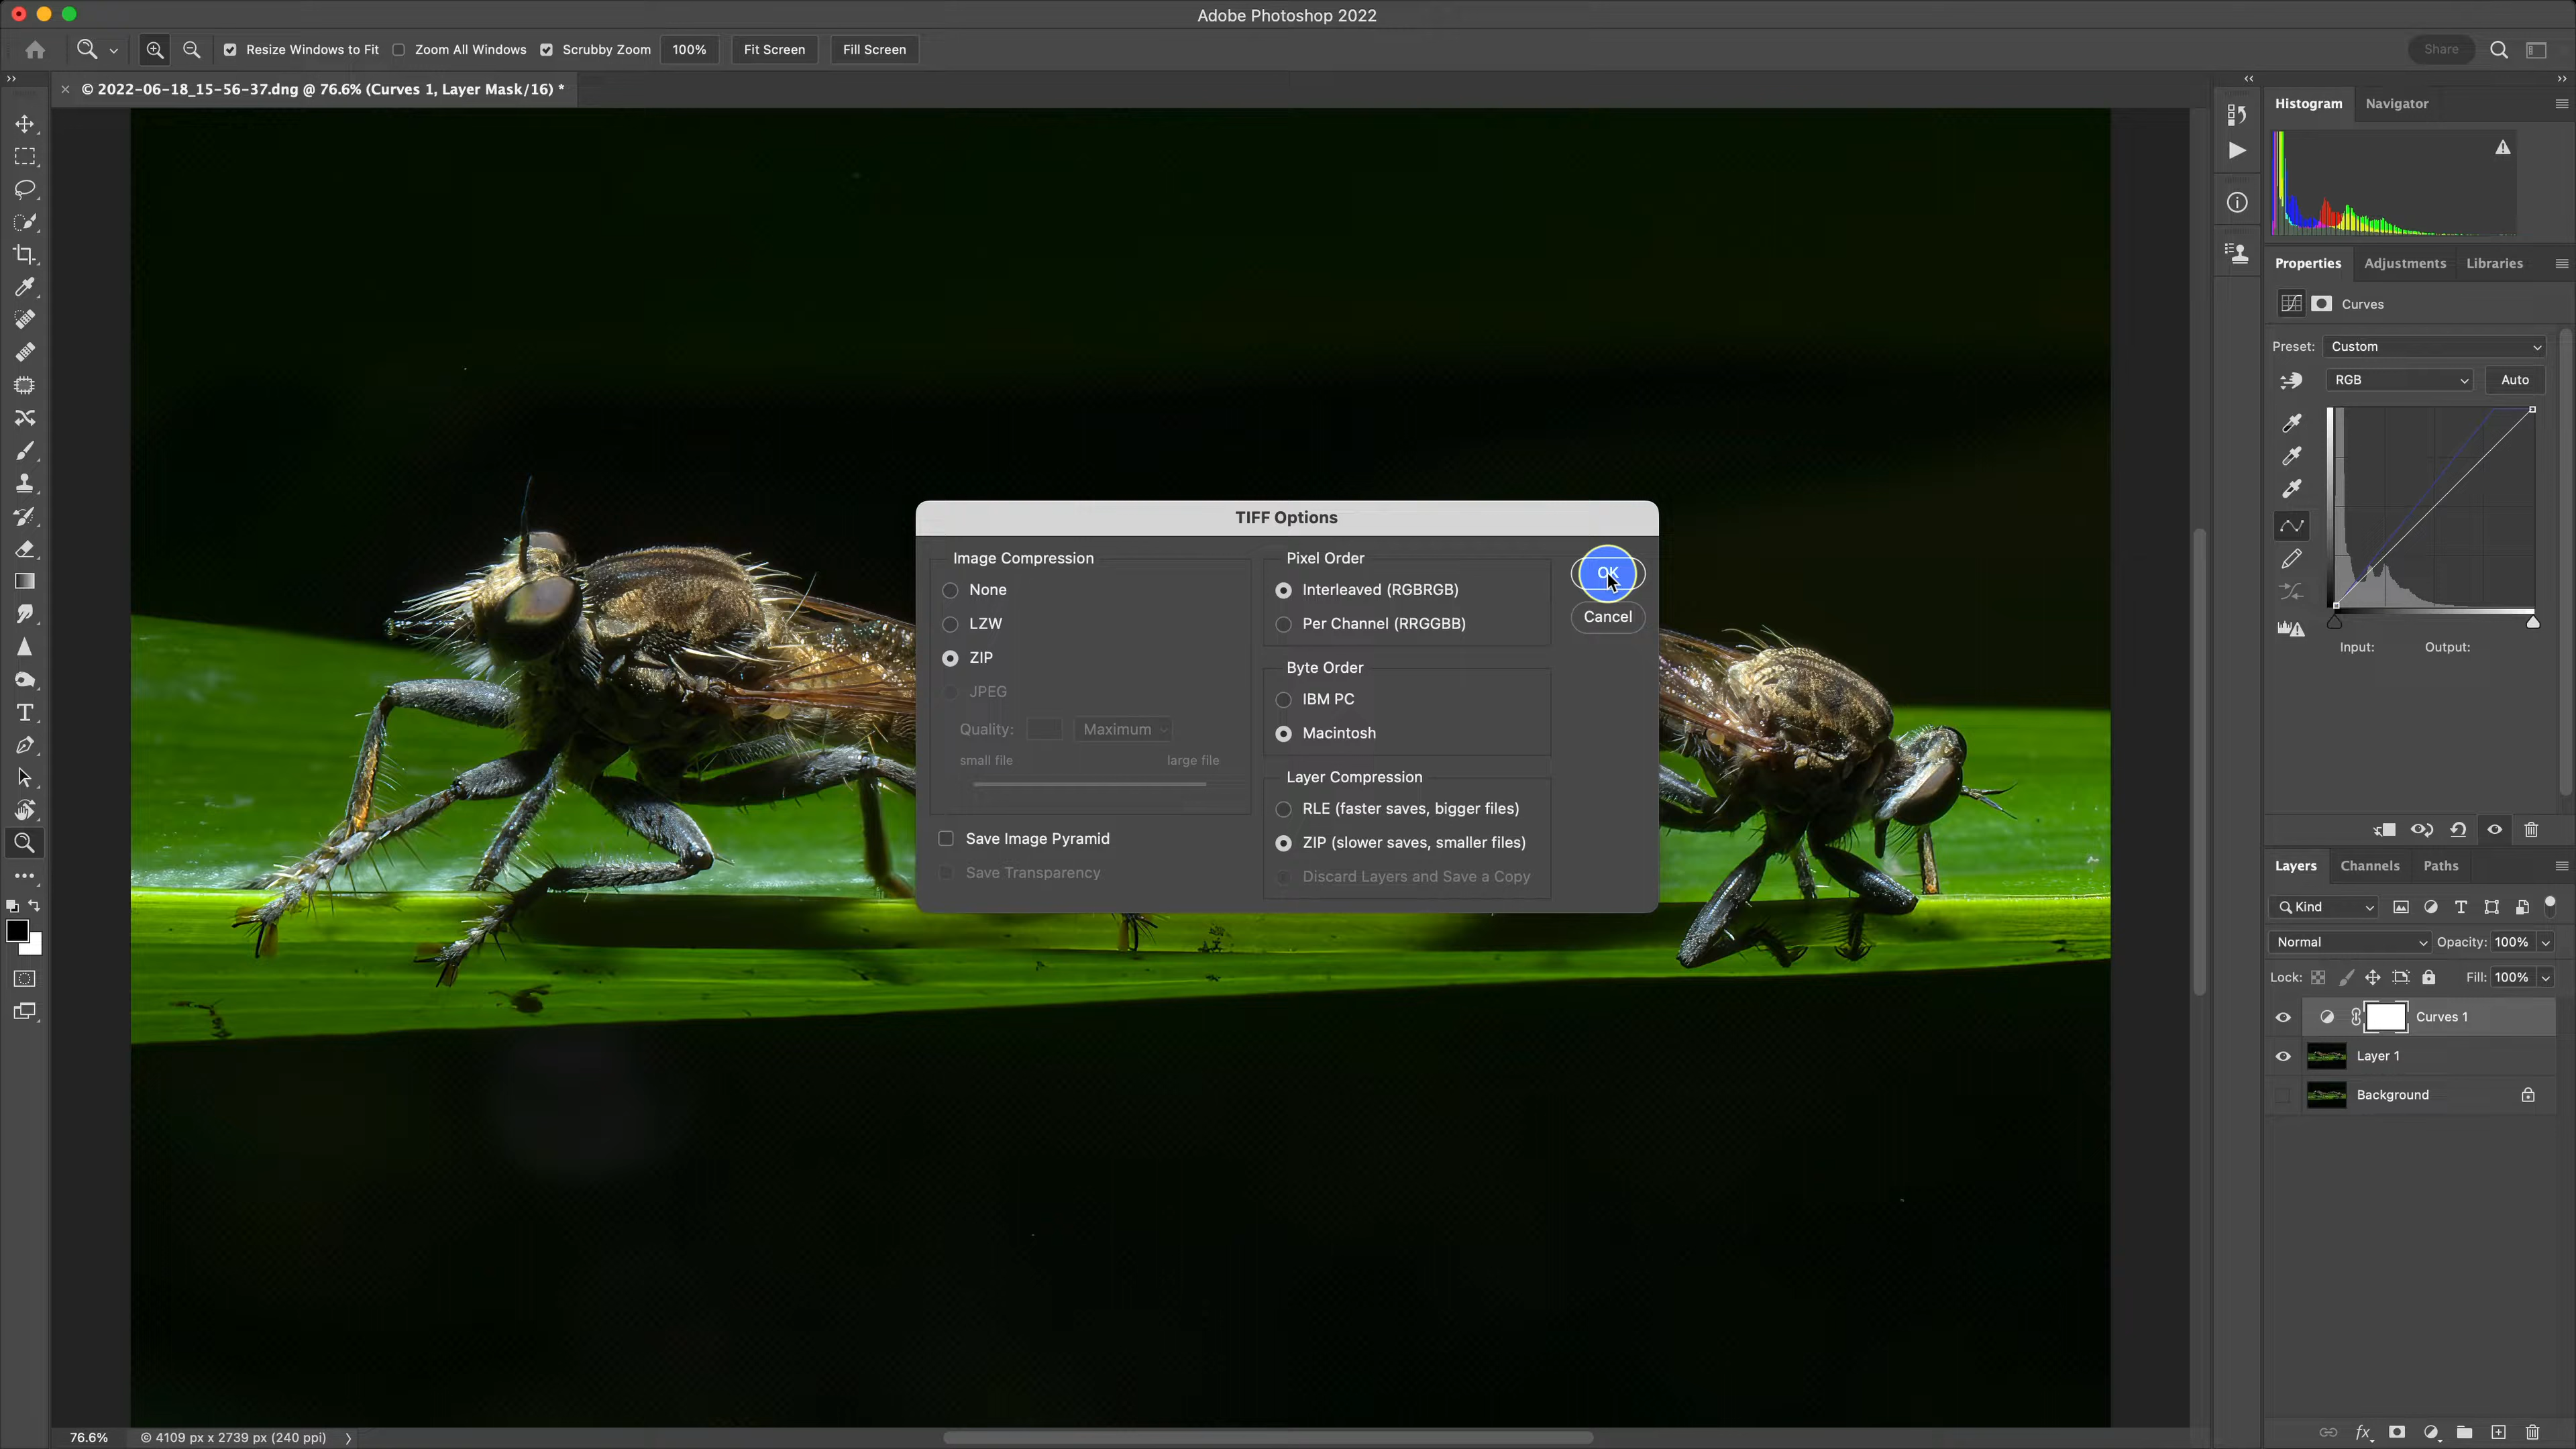 Adobe Photoshop 2022
Resize Windows to Fit Zoom All Windows Scrubby Zoom 100% Fit Screen Fill Screen Share
© 2022-06-18_15-56-37.dng @ 76.6% (Curves 1, Layer Mask/16) *
Histogram Navigator
Properties Adjustments Libraries
Curves
Preset: Custom
RGB Auto
Input: Output:
TIFF Options
Image Compression
None
LZW
ZIP
JPEG
Quality: Maximum
small file large file
Save Image Pyramid
Save Transparency
Pixel Order
Interleaved (RGBRGB)
Per Channel (RRGGBB)
Byte Order
IBM PC
Macintosh
Layer Compression
RLE (faster saves, bigger files)
ZIP (slower saves, smaller files)
Discard Layers and Save a Copy
OK
Cancel
Layers Channels Paths
Kind
Normal Opacity: 100%
Lock: Fill: 100%
Curves 1
Layer 1
Background
76.6% © 4109 px x 2739 px (240 ppi)
fx